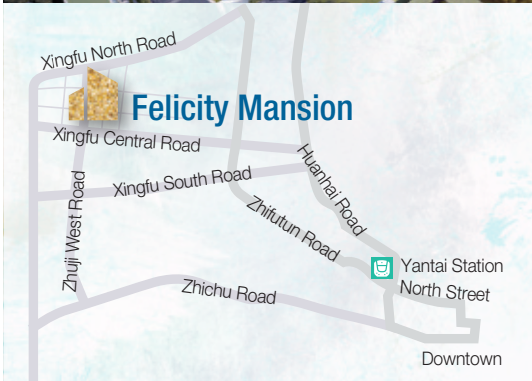 Xingfu North Road
Felicity Mansion
Xingfu Central Road
Xingfu South Road
Huanhai Road
Zhuji West Road
Zhifutun Road
Yantai Station
North Street
Zhichu Road
Downtown